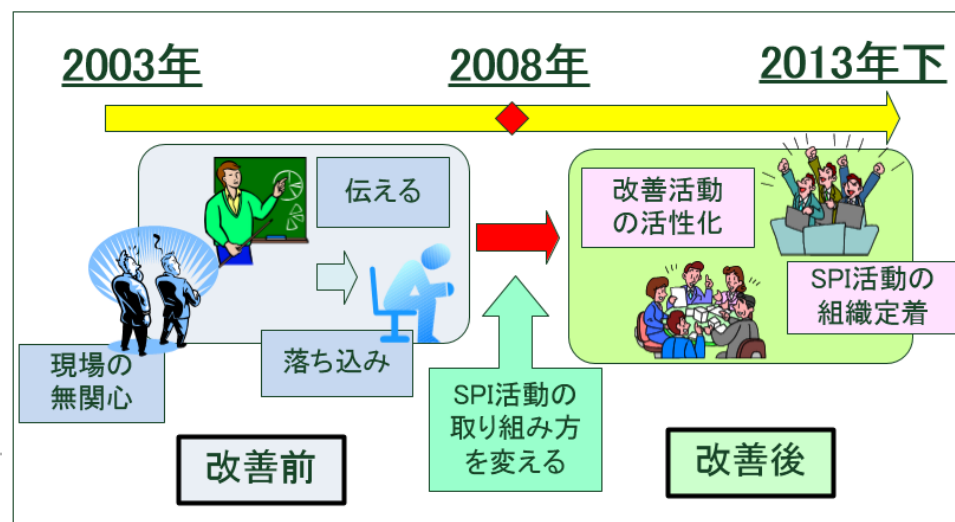 2003年
2008年
2013年下
伝える
現場の
無関心
落ち込み
改善前
SPI活動の
取り組み方
を変える
改善活動
の活性化
SPI活動の
組織定着
改善後